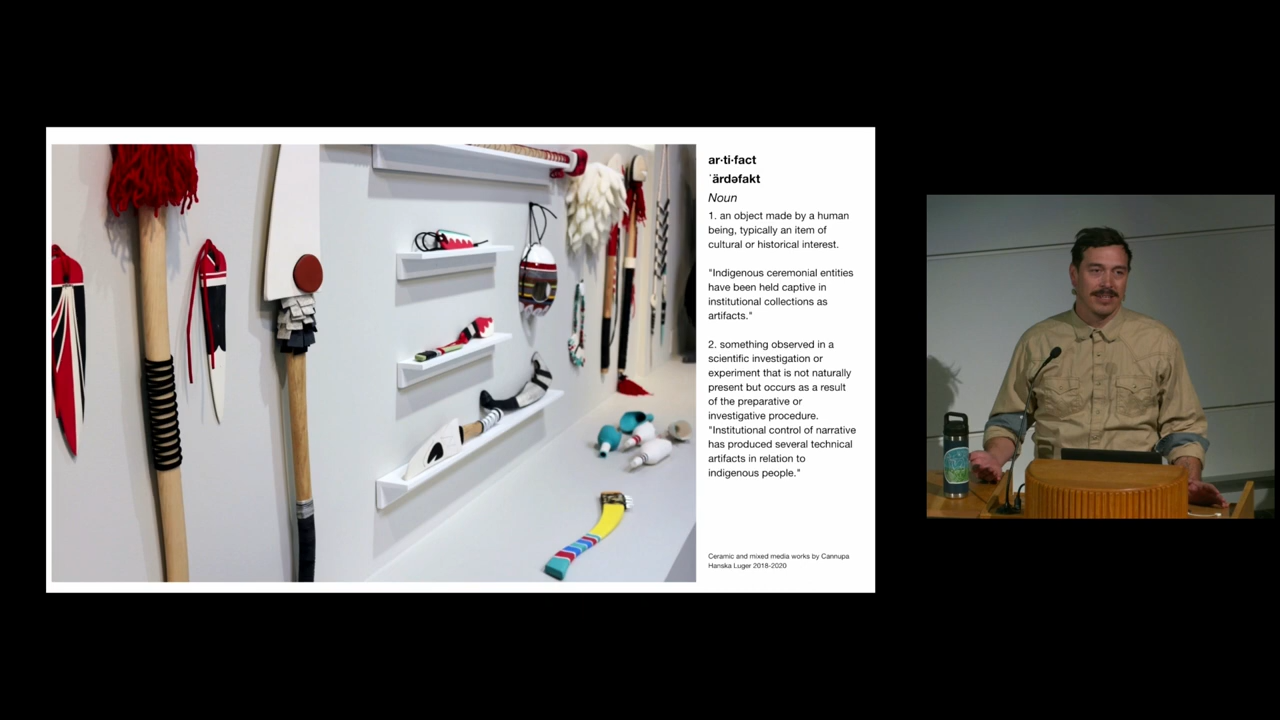 ar·ti·fact
ˈärdəfakt
Noun
1. an object made by a human
being, typically an item of
cultural or historical interest.
"Indigenous ceremonial entities
have been held captive in
institutional collections as
artifacts."
2. something observed in a
scientific investigation or
experiment that is not naturally
present but occurs as a result
of the preparative or
investigative procedure.
"Institutional control of narrative
has produced several technical
artifacts in relation to
indigenous people."
Ceramic and mixed media works by Cannupa
Hanska Luger 2018-2020